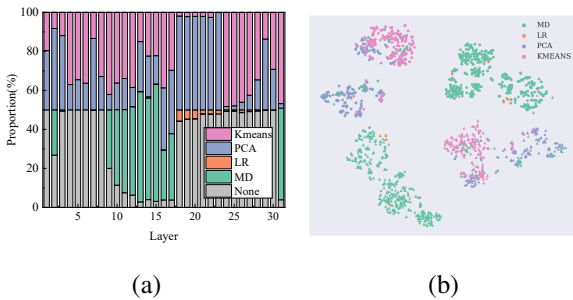 100
80
60
40
20
0
Proportion(%)
Kmeans
PCA
LR
MD
None
5 10 15 20 25 30
Layer
(a)
MD
LR
PCA
KMEANS
(b)